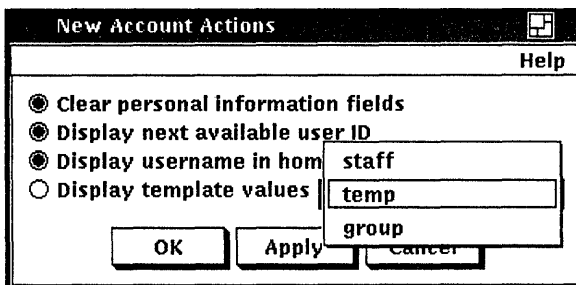 New Account Actions
Help
Clear personal information fields
Display next available user ID
Display username in hom
Display template values
staff
temp
group
OK
Apply
Cancel